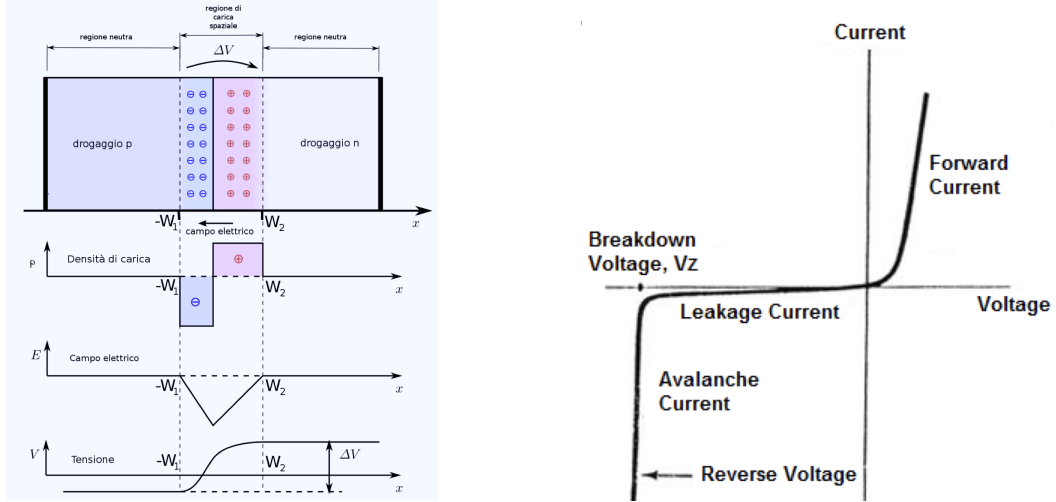 regione di
carica
spaziale
regione neutra
regione neutra
ΔV
⊖ ⊖ ⊕ ⊕
⊖ ⊖ ⊕ ⊕
⊖ ⊖ ⊕ ⊕
⊖ ⊖ ⊕ ⊕
⊖ ⊖ ⊕ ⊕
⊖ ⊖ ⊕ ⊕
⊖ ⊖ ⊕ ⊕
drogaggio p
drogaggio n
-W₁
W₂
x
campo elettrico
ρ
Densità di carica
⊕
⊖
-W₁
W₂
x
E
Campo elettrico
-W₁
W₂
x
V
Tensione
-W₁
W₂
ΔV
x
Current
Forward
Current
Breakdown
Voltage, Vz
Leakage Current
Voltage
Avalanche
Current
Reverse Voltage